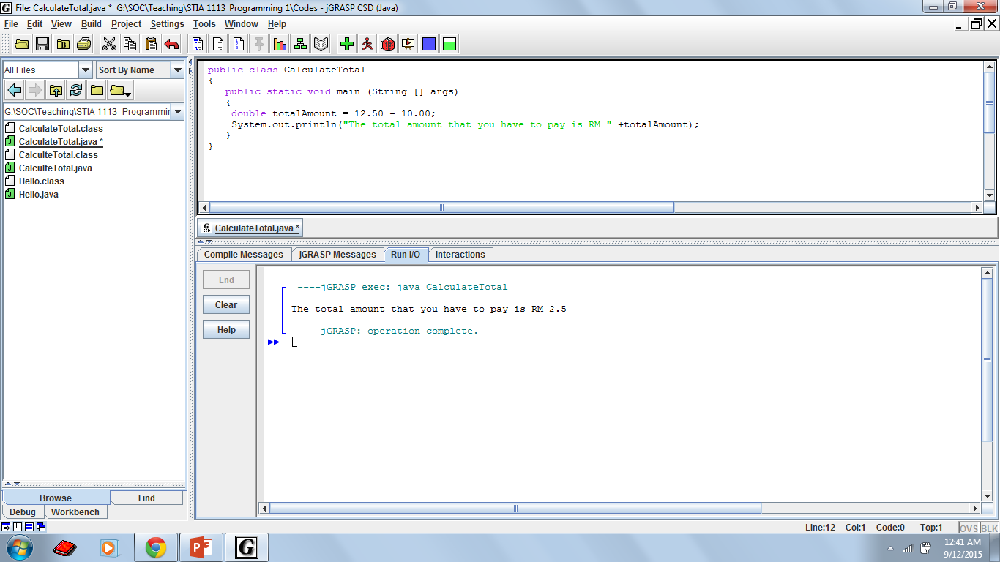 File: CalculateTotal.java *  G:\SOC\Teaching\STIA 1113_Programming 1\Codes - jGRASP CSD (Java)
File Edit View Build Project Settings Tools Window Help
All Files Sort By Name
G:\SOC\Teaching\STIA 1113_Programmin
CalculateTotal.class
CalculateTotal.java *
CalculteTotal.class
CalculteTotal.java
Hello.class
Hello.java
Browse Find
Debug Workbench
public class CalculateTotal
{
   public static void main (String [] args)
   {
    double totalAmount = 12.50 - 10.00;
    System.out.println("The total amount that you have to pay is RM " +totalAmount);
   }
}
CalculateTotal.java *
Compile Messages jGRASP Messages Run I/O Interactions
End
Clear
Help
----jGRASP exec: java CalculateTotal
The total amount that you have to pay is RM 2.5
----jGRASP: operation complete.
Line:12 Col:1 Code:0 Top:1 OVS BLK
12:41 AM
9/12/2015